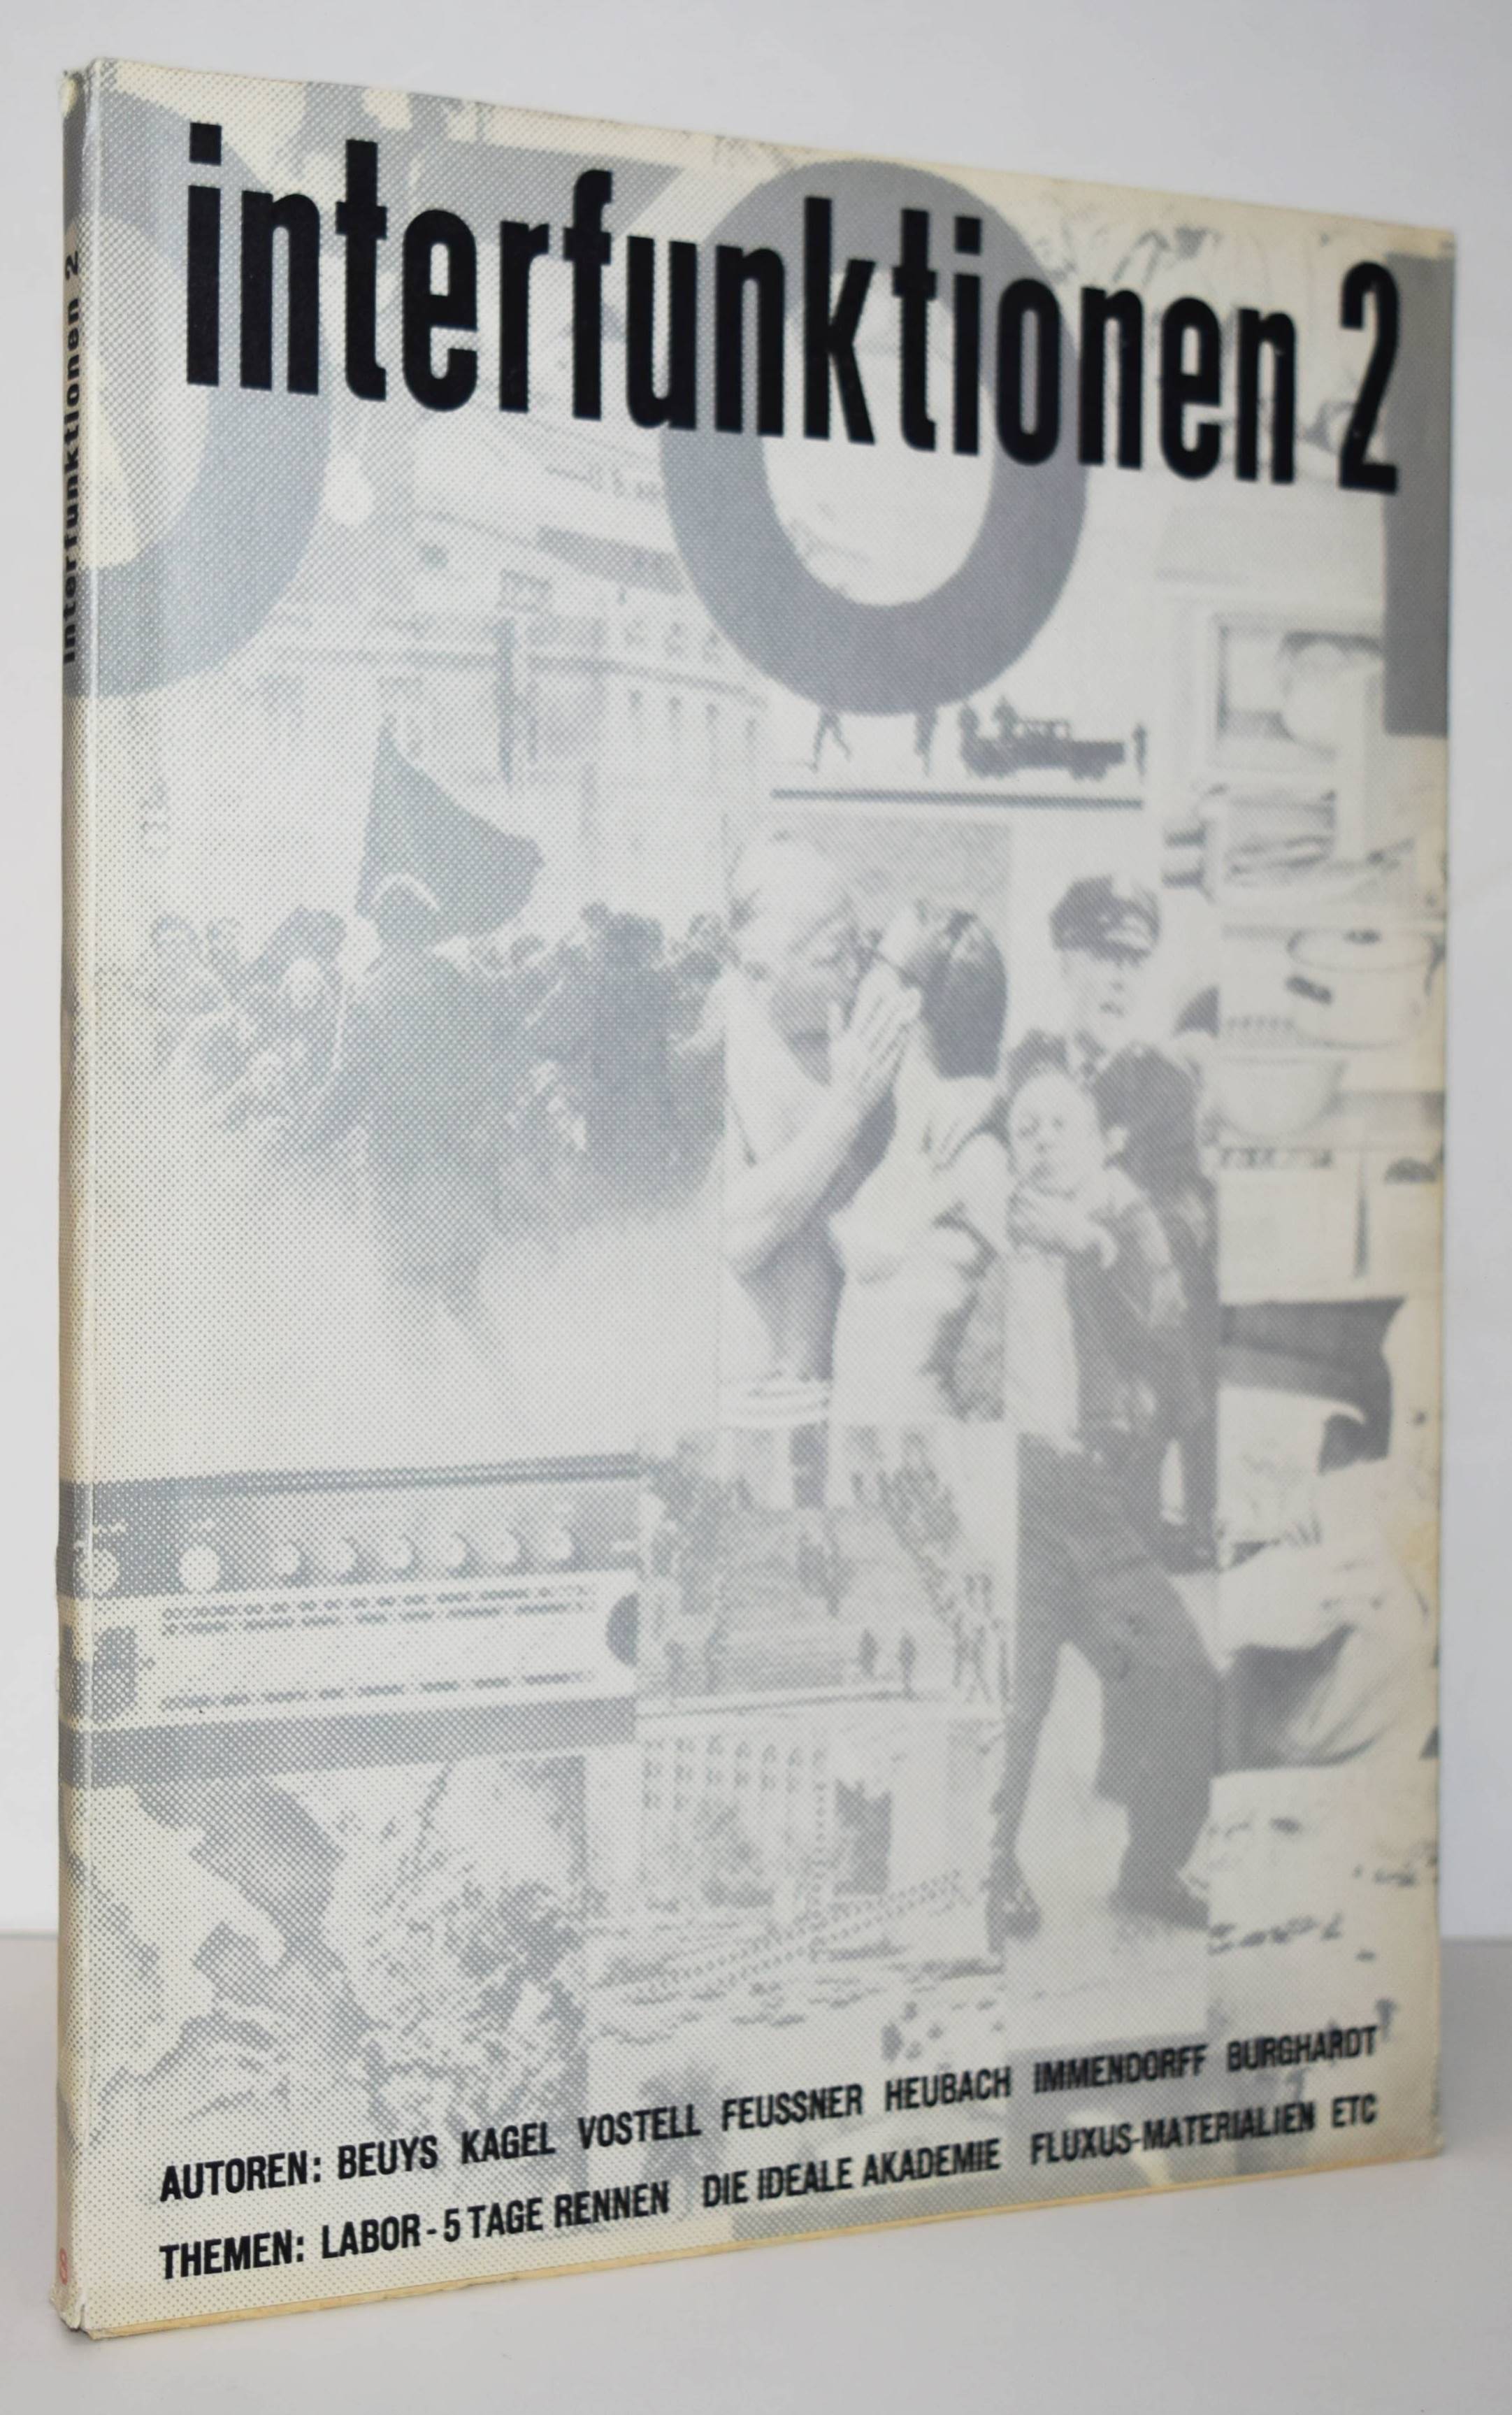 interfunktionen 2
interfunktionen 2
AUTOREN: BEUYS KAGEL VOSTELL FEUSSNER HEUBACH IMMENDORFF BURGHARDT
THEMEN: LABOR - 5 TAGE RENNEN DIE IDEALE AKADEMIE FLUXUS-MATERIALIEN ETC
8